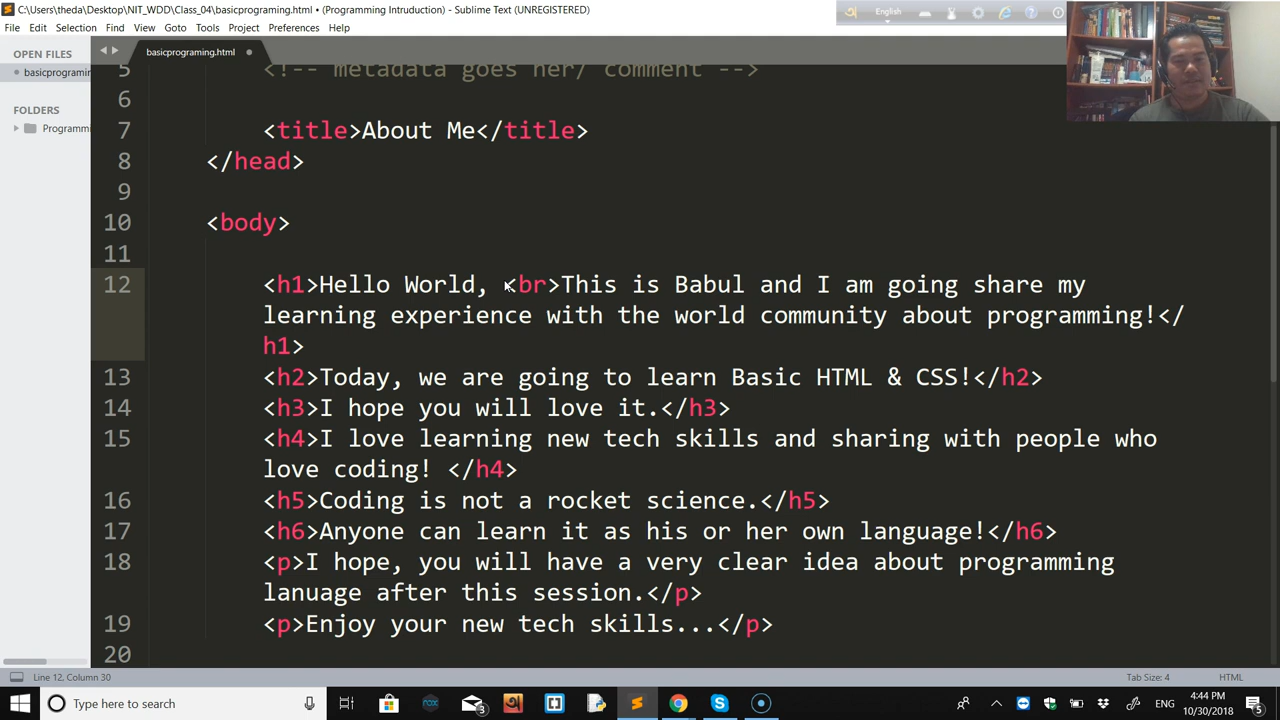 C:\Users\theda\Desktop\NIT_WDD\Class_04\basicprograming.html • (Programming Intruduction) - Sublime Text (UNREGISTERED)
English
File Edit Selection Find View Goto Tools Project Preferences Help
OPEN FILES
basicprogramin
FOLDERS
Programm
basicprograming.html
5 <!-- metadata goes her/ comment -->
6
7 <title>About Me</title>
8 </head>
9
10 <body>
11
12 <h1>Hello World, <br>This is Babul and I am going share my
learning experience with the world community about programming!</
h1>
13 <h2>Today, we are going to learn Basic HTML & CSS!</h2>
14 <h3>I hope you will love it.</h3>
15 <h4>I love learning new tech skills and sharing with people who
love coding! </h4>
16 <h5>Coding is not a rocket science.</h5>
17 <h6>Anyone can learn it as his or her own language!</h6>
18 <p>I hope, you will have a very clear idea about programming
lanuage after this session.</p>
19 <p>Enjoy your new tech skills...</p>
20
Line 12, Column 30
Tab Size: 4
HTML
Type here to search
3
ENG
4:44 PM
10/30/2018
5